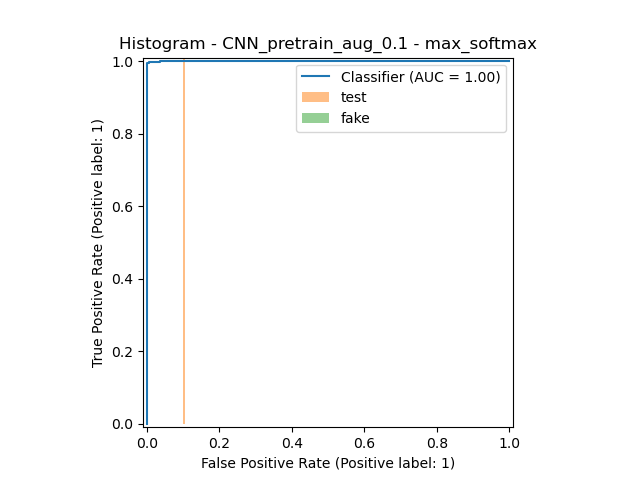 Histogram - CNN_pretrain_aug_0.1 - max_softmax
Classifier (AUC = 1.00)
test
fake
True Positive Rate (Positive label: 1)
1.0
0.8
0.6
0.4
0.2
0.0
0.0 0.2 0.4 0.6 0.8 1.0
False Positive Rate (Positive label: 1)